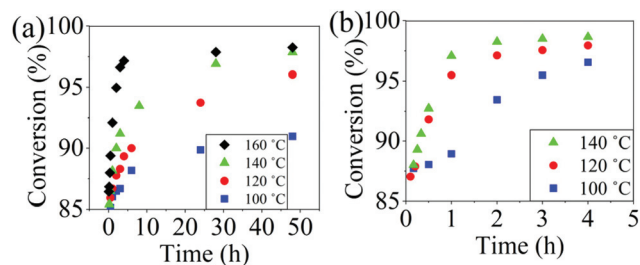 (a)
Conversion (%)
100
95
90
85
160 °C
140 °C
120 °C
100 °C
0 10 20 30 40 50
Time (h)
(b)
Conversion (%)
100
95
90
85
140 °C
120 °C
100 °C
0 1 2 3 4 5
Time (h)